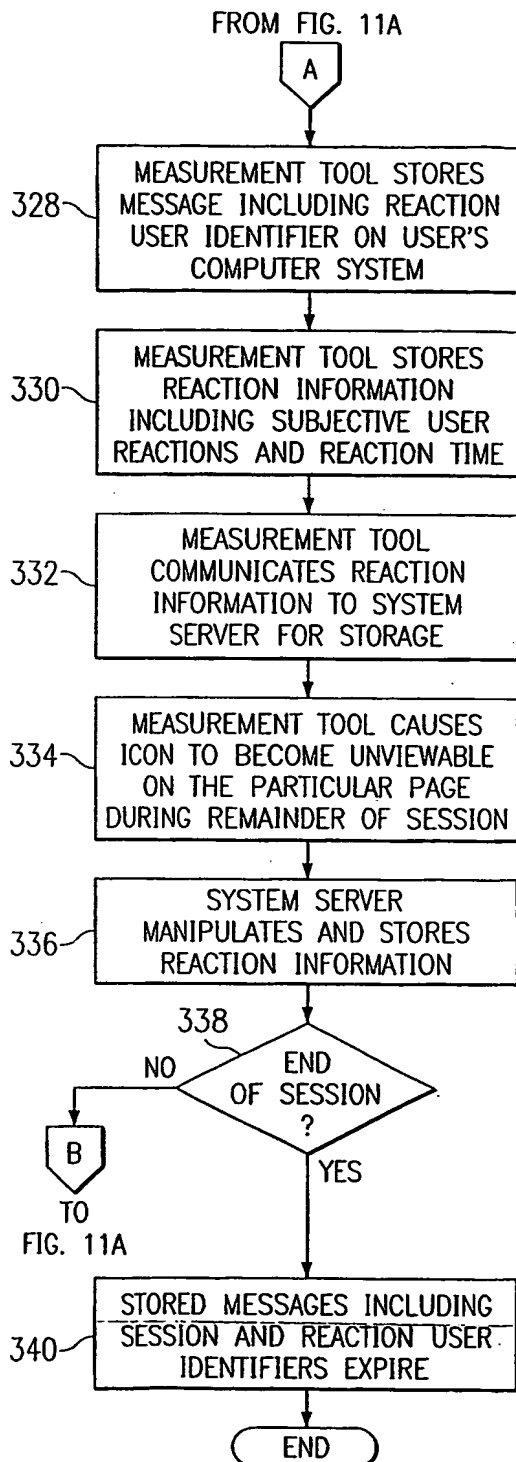 FROM FIG. 11A
A
328
MEASUREMENT TOOL STORES
MESSAGE INCLUDING REACTION
USER IDENTIFIER ON USER'S
COMPUTER SYSTEM
330
MEASUREMENT TOOL STORES
REACTION INFORMATION
INCLUDING SUBJECTIVE USER
REACTIONS AND REACTION TIME
332
MEASUREMENT TOOL
COMMUNICATES REACTION
INFORMATION TO SYSTEM
SERVER FOR STORAGE
334
MEASUREMENT TOOL CAUSES
ICON TO BECOME UNVIEWABLE
ON THE PARTICULAR PAGE
DURING REMAINDER OF SESSION
336
SYSTEM SERVER
MANIPULATES AND STORES
REACTION INFORMATION
338
END
OF SESSION
?
NO
B
TO
FIG. 11A
YES
340
STORED MESSAGES INCLUDING
SESSION AND REACTION USER
IDENTIFIERS EXPIRE
END